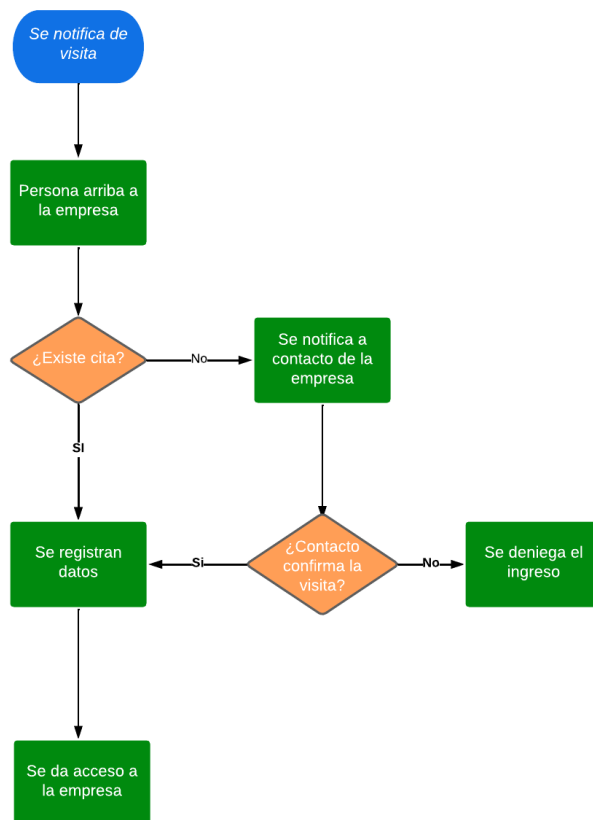 Se notifica de
visita
Persona arriba a
la empresa
¿Existe cita?
No
Se notifica a
contacto de la
empresa
SI
Se registran
datos
Si
¿Contacto
confirma la
visita?
No
Se deniega el
ingreso
Se da acceso a
la empresa